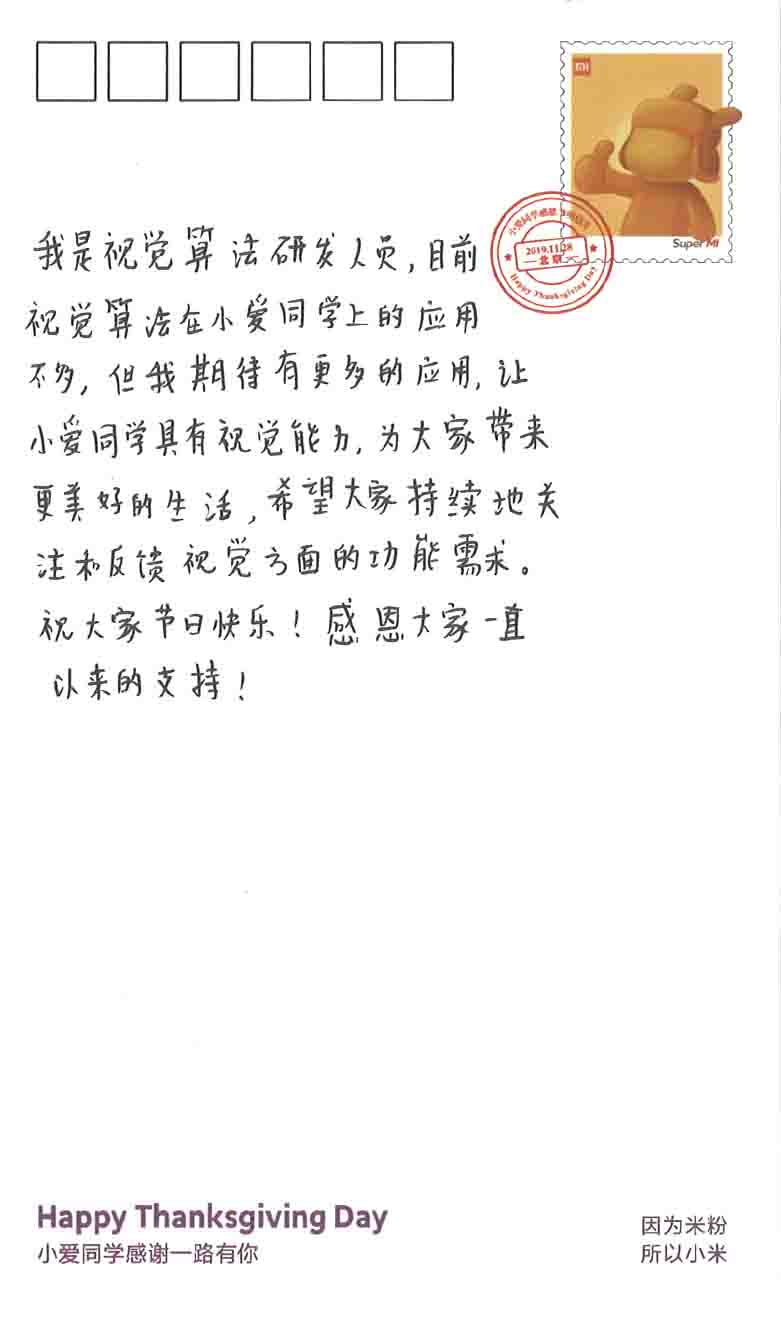 MI
Super MI
小爱同学感恩
2019.11.28
北京
Happy Thanksgiving Day
我是视觉算法研发人员,目前
视觉算法在小爱同学上的应用
不多,但我期待有更多的应用,让
小爱同学具有视觉能力,为大家带来
更美好的生活,希望大家持续地关
注和反馈视觉方面的功能需求。
祝大家节日快乐!感恩大家一直
以来的支持!
Happy Thanksgiving Day
小爱同学感谢一路有你
因为米粉
所以小米